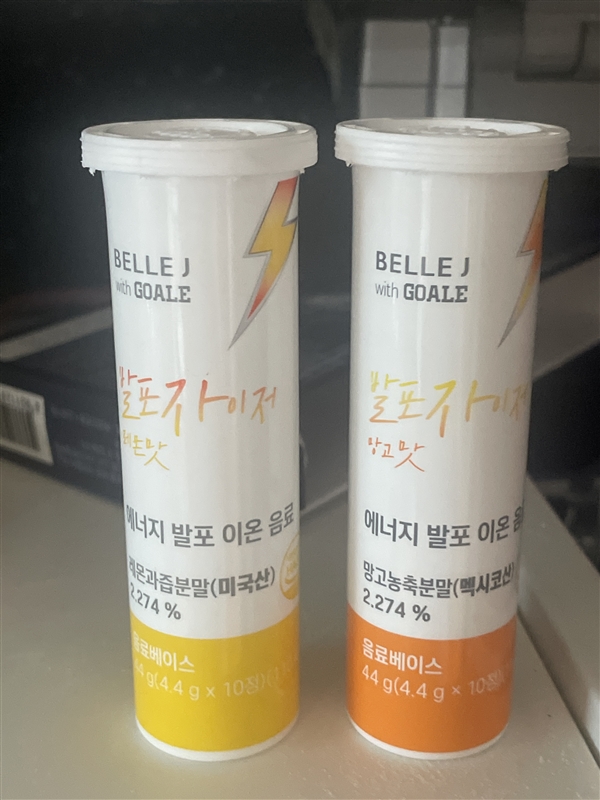 BELLE J
with GOALE
발포자이저
레몬맛
에너지 발포 이온 음료
레몬과즙분말(미국산)
2.274 %
음료베이스
44 g(4.4 g x 10정)
BELLE J
with GOALE
발포자이저
망고맛
에너지 발포 이온
망고농축분말(멕시코산)
2.274 %
음료베이스
44 g(4.4 g x 10정)